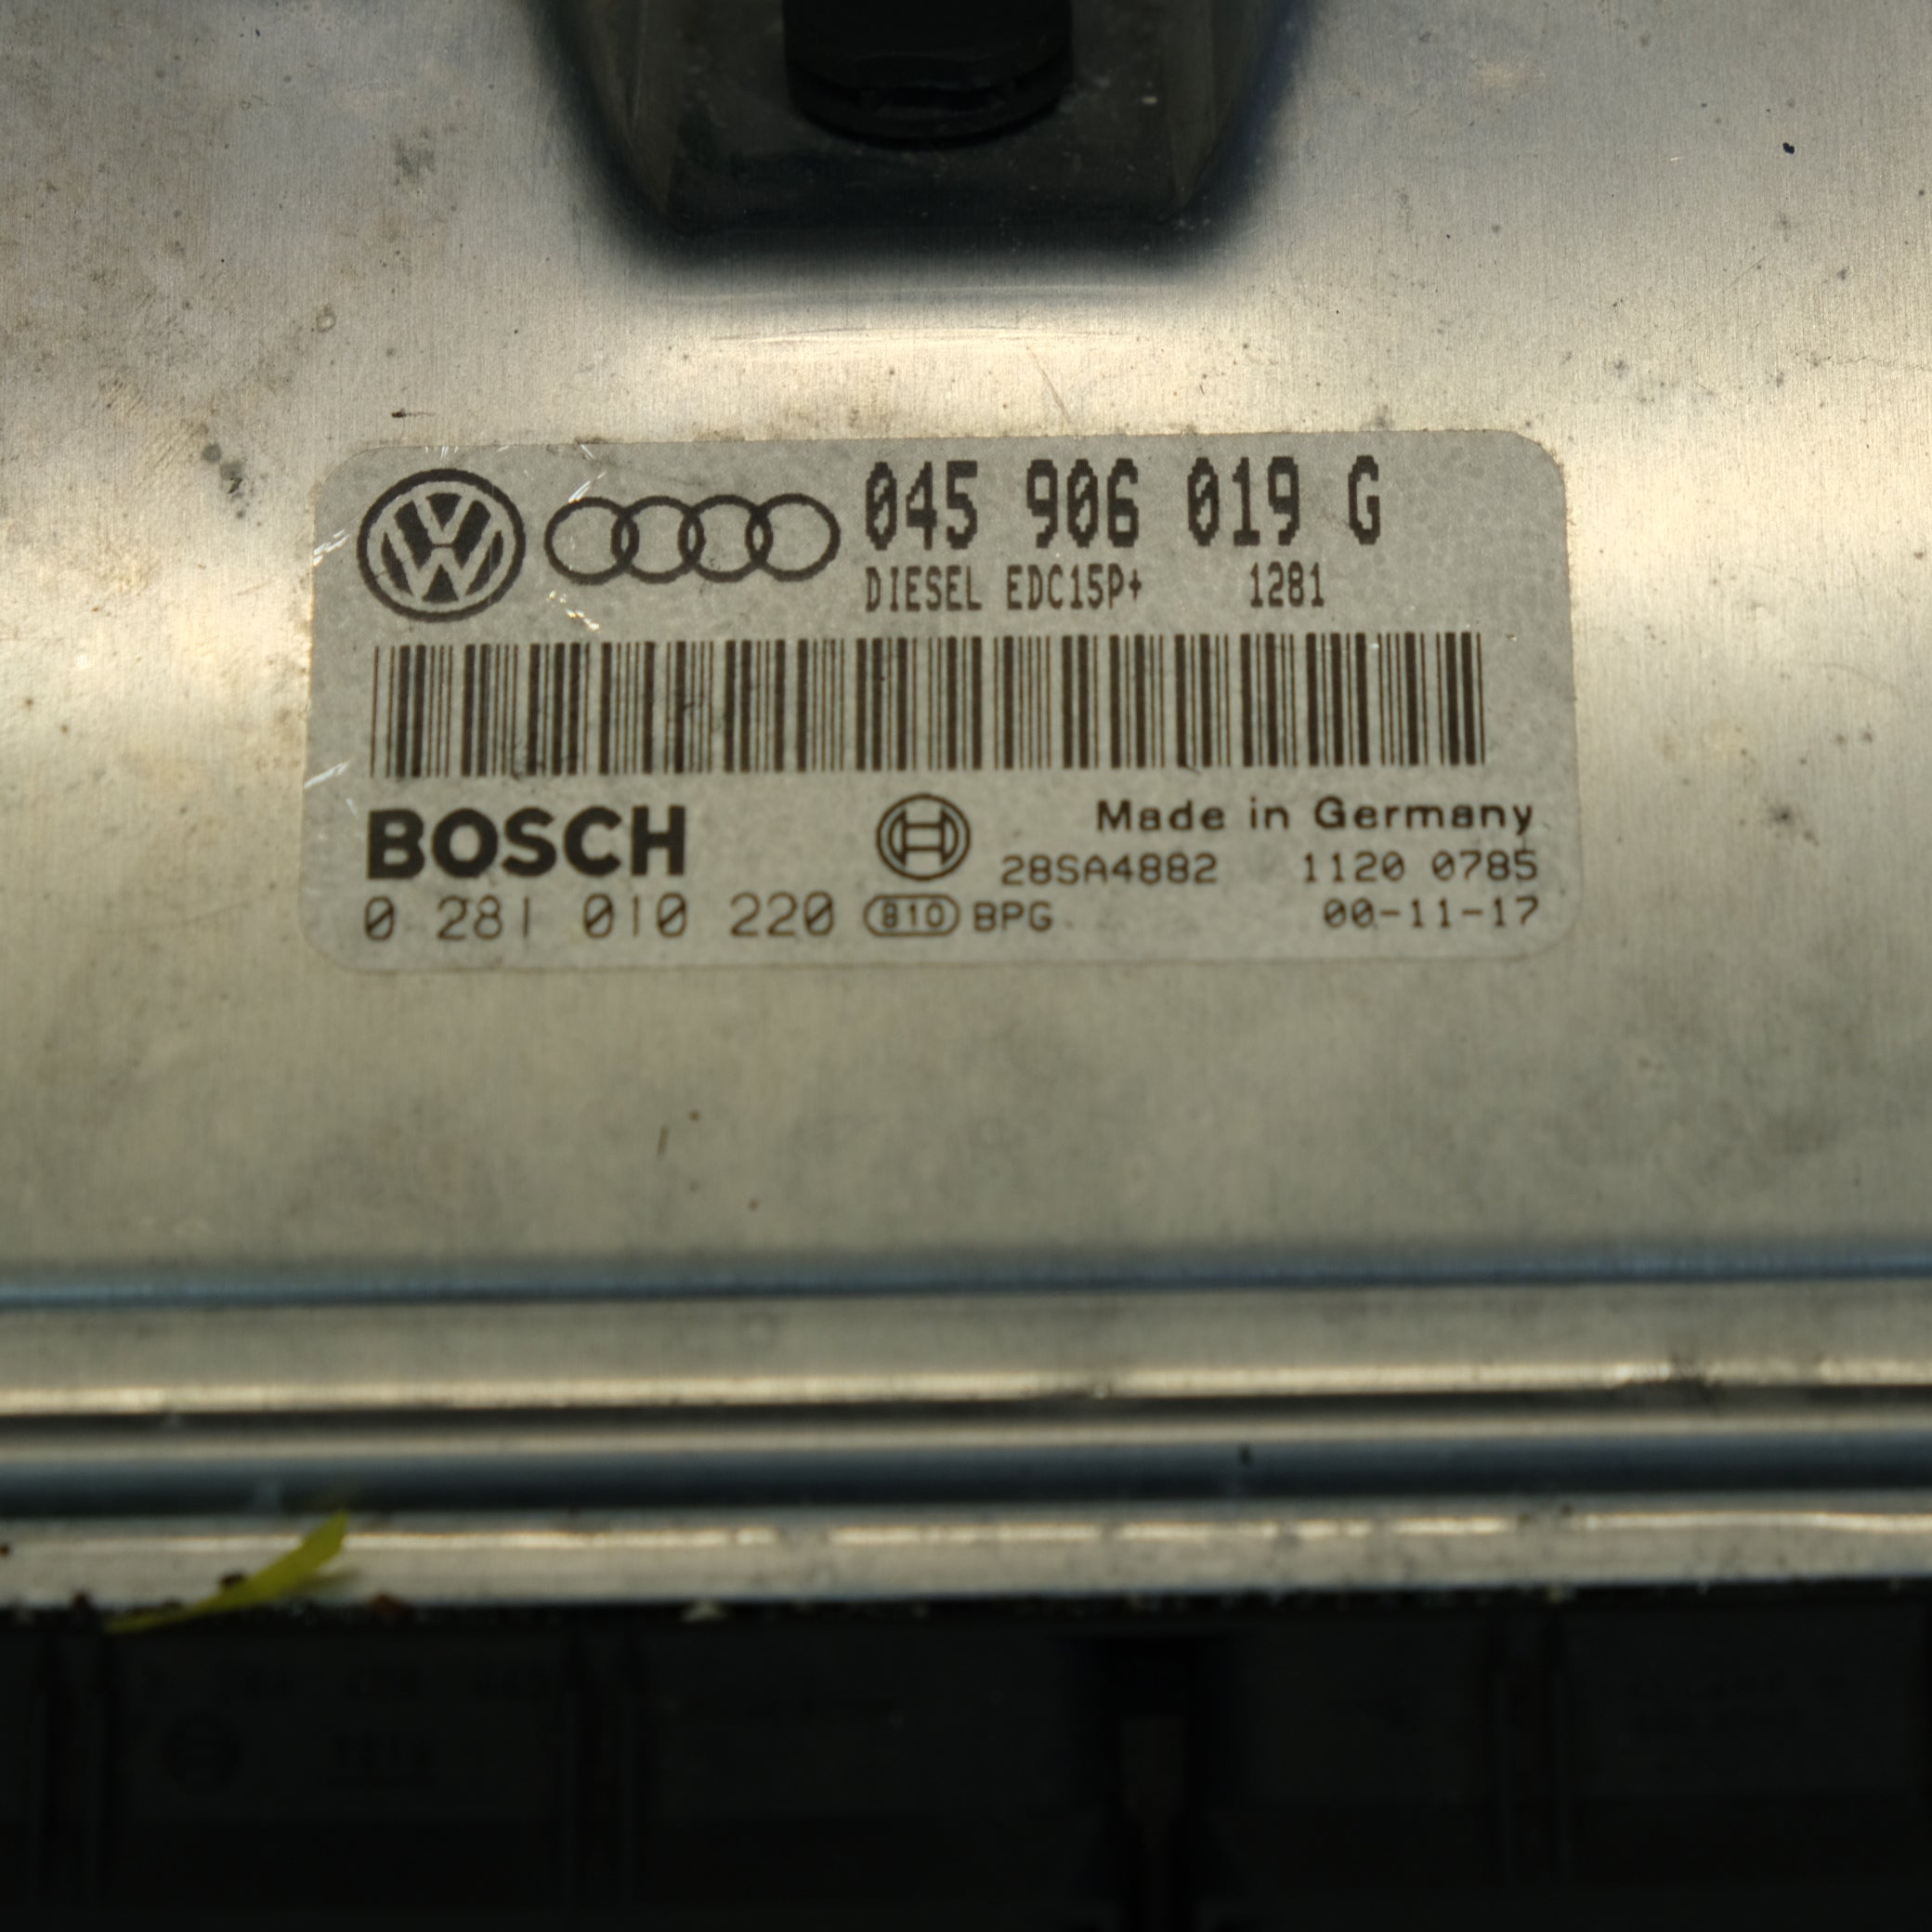 045 906 019 G
DIESEL EDC15P+ 1281
BOSCH
Made in Germany
28SA4882 1120 0785
0 281 010 220 810 BPG 00-11-17